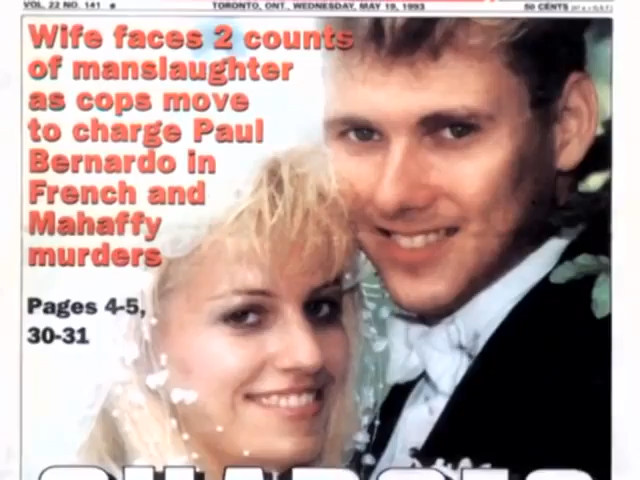 VOL. 22 NO. 141
TORONTO, ONT., WEDNESDAY, MAY 19, 1993
50 CENTS
Wife faces 2 counts
of manslaughter
as cops move
to charge Paul
Bernardo in
French and
Mahaffy
murders
Pages 4-5,
30-31